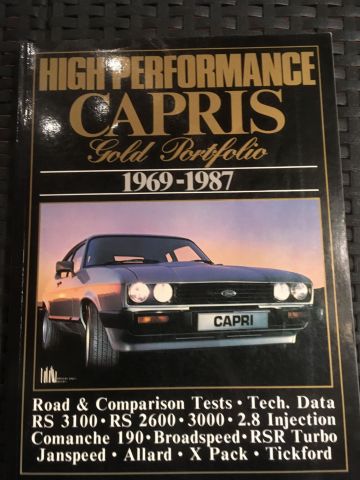 HIGH PERFORMANCE
CAPRIS
Gold Portfolio
1969-1987
Ford
CAPRI
Road & Comparison Tests • Tech. Data
RS 3100 • RS 2600 • 3000 • 2.8 Injection
Comanche 190 • Broadspeed • RSR Turbo
Janspeed • Allard • X Pack • Tickford